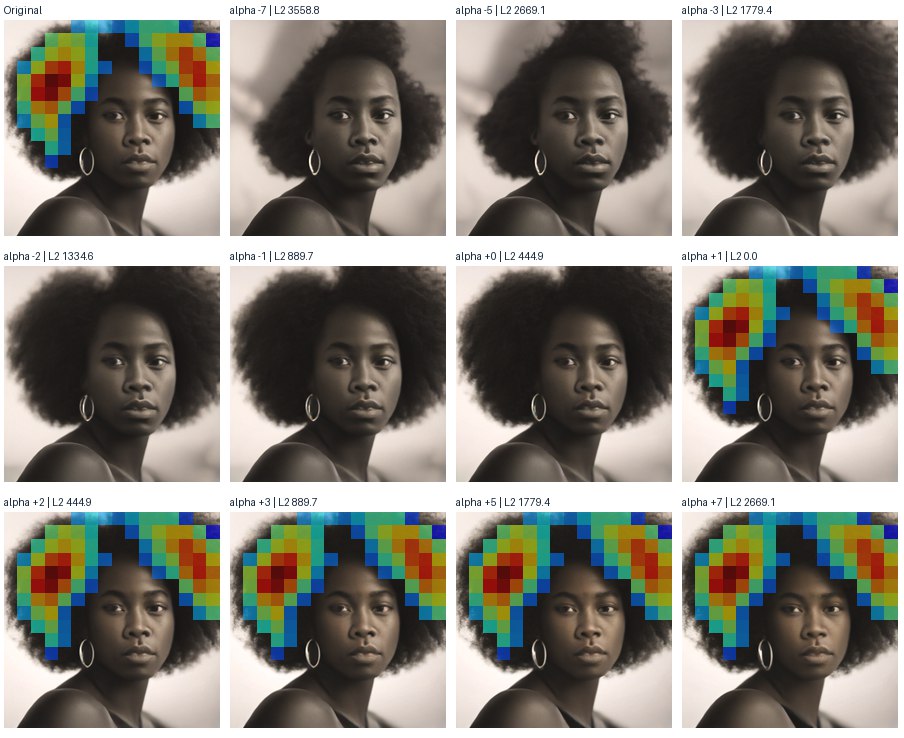 Original
alpha -7 | L2 3558.8
alpha -5 | L2 2669.1
alpha -3 | L2 1779.4
alpha -2 | L2 1334.6
alpha -1 | L2 889.7
alpha +0 | L2 444.9
alpha +1 | L2 0.0
alpha +2 | L2 444.9
alpha +3 | L2 889.7
alpha +5 | L2 1779.4
alpha +7 | L2 2669.1